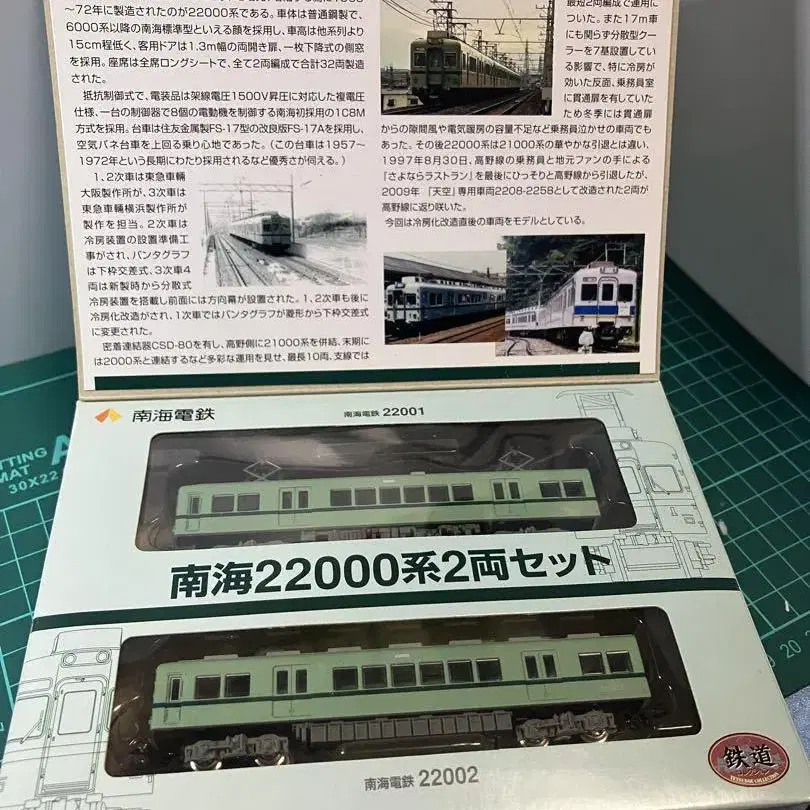 ~72年に製造されたのが22000系である。車体は普通鋼製で、
6000系以降の南海標準型といえる顔を採用し、車高は他系列より
15cm程低く、客用ドアは1.3m幅の両開き扉、一枚下降式の側窓
を採用。座席は全席ロングシートで、全て2両編成で合計32両製造
された。
抵抗制御式で、電装品は架線電圧1500V昇圧に対応した複電圧
仕様、一台の制御器で8個の電動機を制御する南海初採用の1C8M
方式を採用。台車は住友金属製FS-17型の改良版FS-17Aを採用し、
空気バネ台車を上回る乗り心地であった。(この台車は1957~
1972年という長期にわたり採用されるなど優秀さが伺える。)
1、2次車は東急車輛
大阪製作所が、3次車は
東急車輛横浜製作所が
製作を担当。2次車は
冷房装置の設置準備工
事がされ、パンタグラフ
は下枠交差式、3次車4
両は新製時から分散式
冷房装置を搭載し前面には方向幕が設置された。1、2次車も後に
冷房化改造がされ、1次車ではパンタグラフが菱形から下枠交差式
に変更された。
密着連結器CSD-80を有し、高野側に21000系を併結、末期に
は2000系と連結するなど多彩な運用を見せ、最長10両、支線では
最短2両編成で運用に
ついた。また17m車
にも関らず分散型クー
ラーを7基設置してい
る影響で、特に冷房が
効いた反面、乗務員室
に貫通扉を有していた
ため冬季には貫通扉
からの隙間風や電気暖房の容量不足など乗務員泣かせの車両でも
あった。その後22000系は21000系の華やかな引退とは違い、
1997年8月30日、高野線の乗務員と地元ファンの手による
『さよならラストラン』を最後にひっそりと高野線から引退したが、
2009年 『天空』専用車両2208-2258として改造された2両が
高野線に返り咲いた。
今回は冷房化改造直後の車両をモデルとしている。
南海電鉄
南海電鉄 22001
南海22000系2両セット
南海電鉄 22002
鉄道
コレクション
TETSUDOU COLLECTION
MAT
20